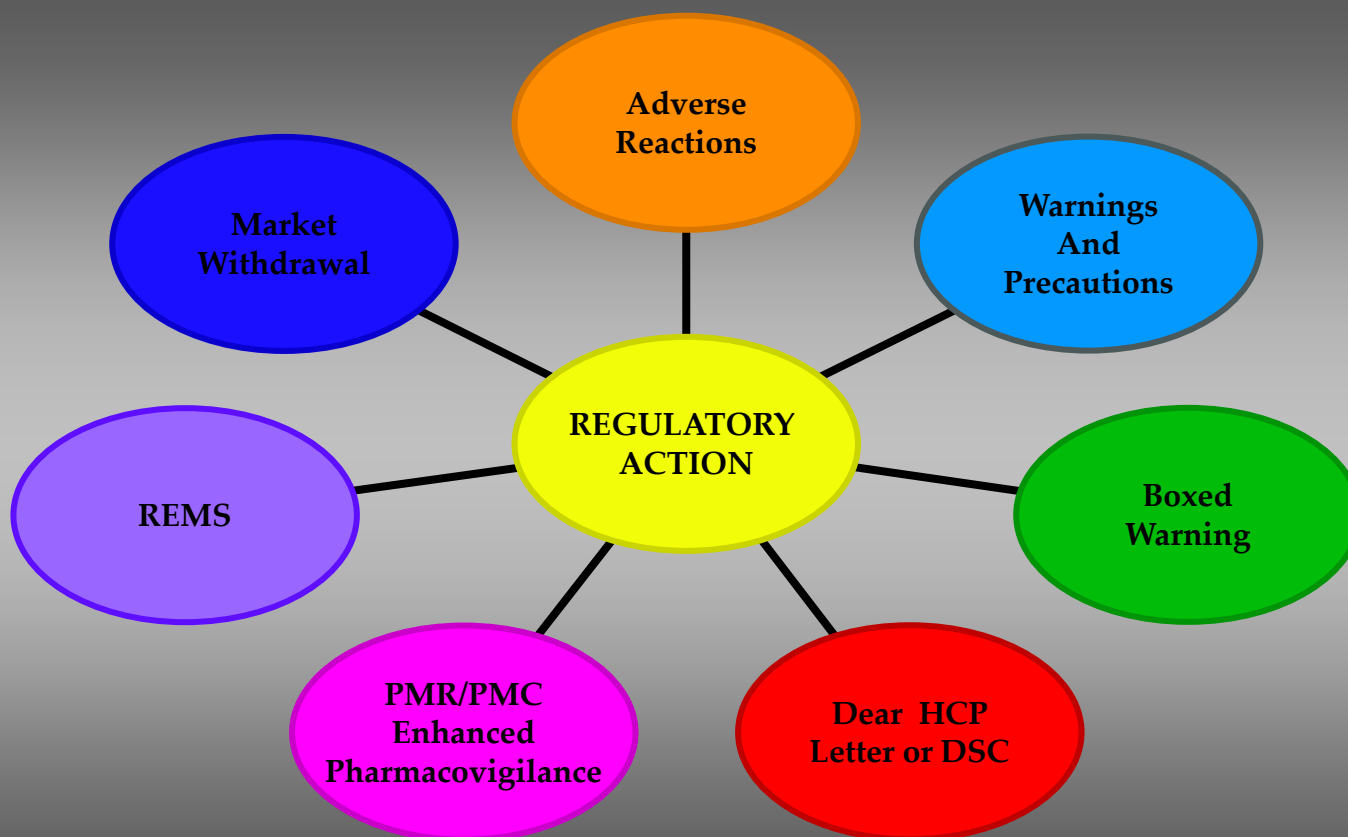 Adverse
Reactions
Market
Withdrawal
Warnings
And
Precautions
REGULATORY
ACTION
REMS
Boxed
Warning
PMR/PMC
Enhanced
Pharmacovigilance
Dear HCP
Letter or DSC